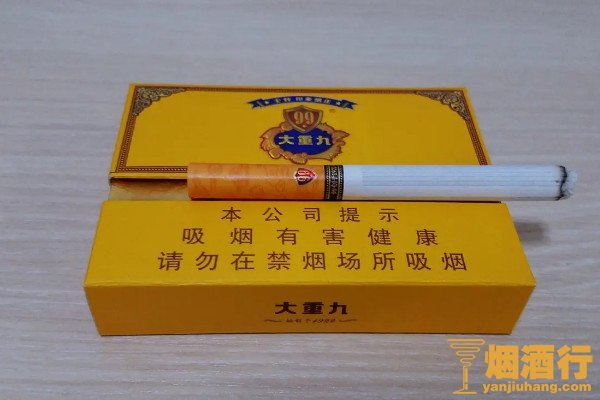 99
大重九
99
本公司提示
吸烟有害健康
请勿在禁烟场所吸烟
大重九
烟酒行
yanjiuhang.com